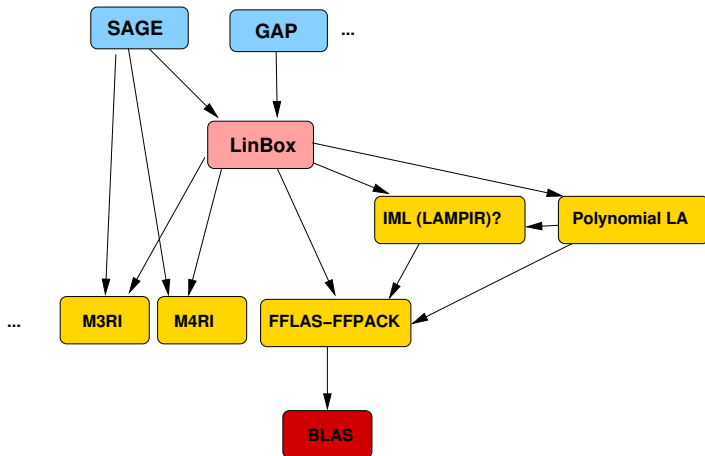 SAGE
GAP
...
LinBox
IML (LAMPIR)?
Polynomial LA
...
M3RI
M4RI
FFLAS–FFPACK
BLAS